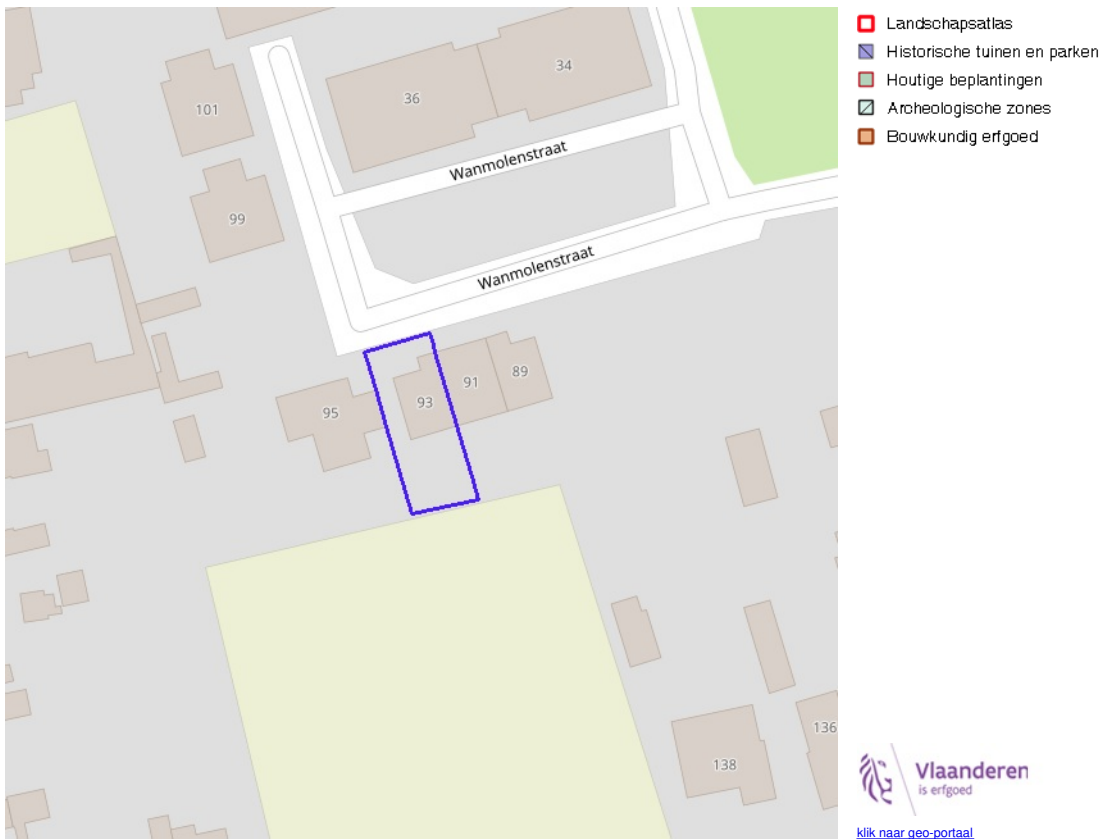 Landschapsatlas
Historische tuinen en parken
Houtige beplantingen
Archeologische zones
Bouwkundig erfgoed
34
36
101
Wanmolenstraat
99
Wanmolenstraat
89
91
93
95
136
138
Vlaanderen
is erfgoed
klik naar geo-portaal